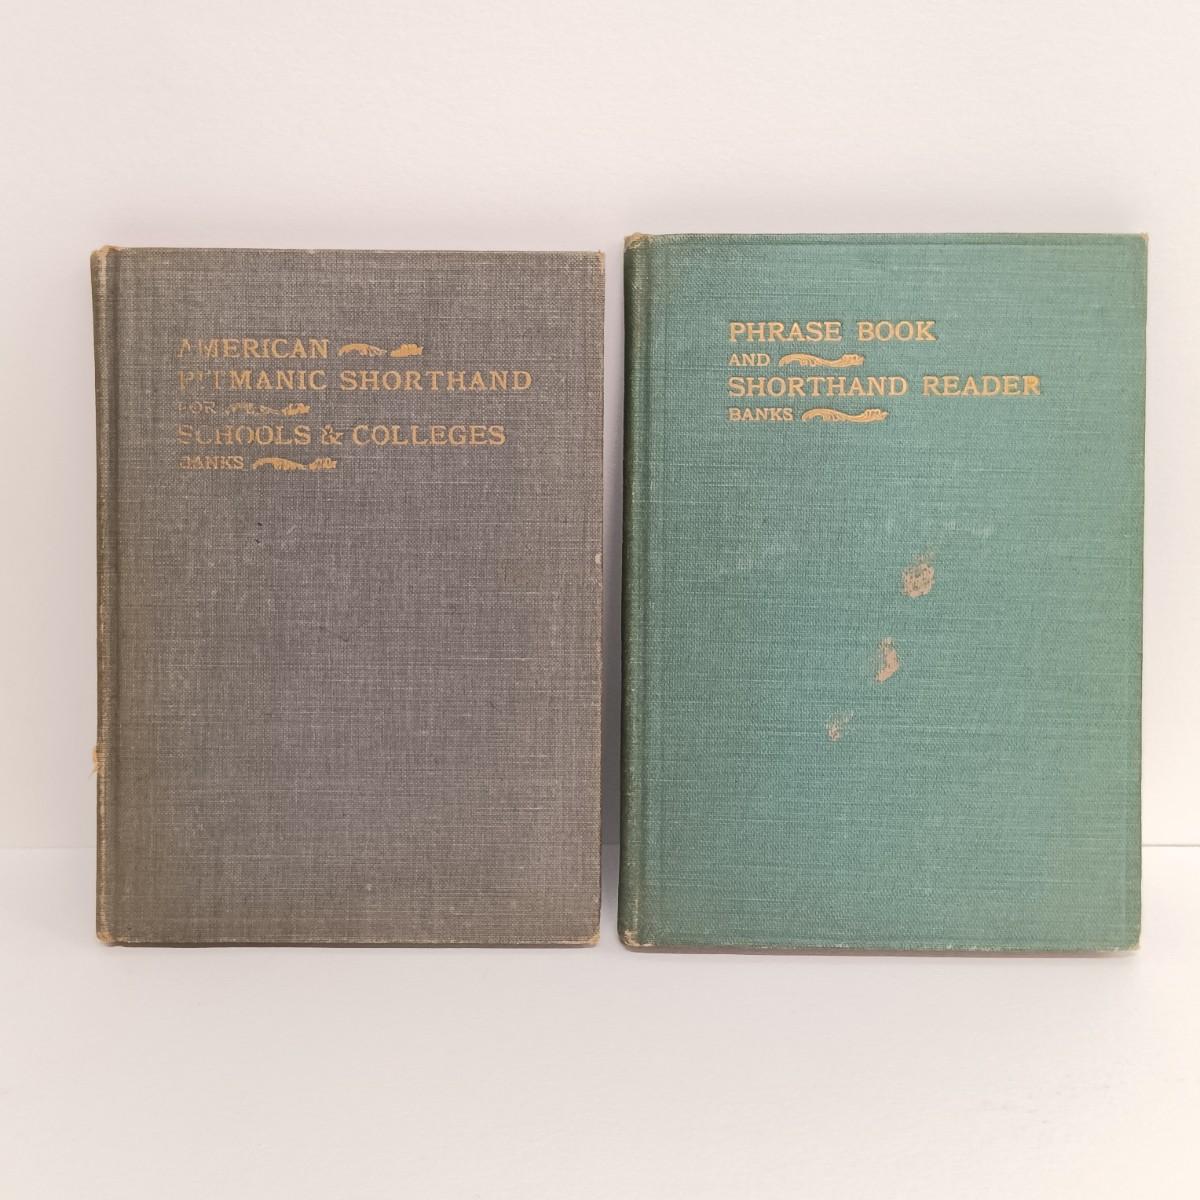 AMERICAN
PITMANIC SHORTHAND
FOR
SCHOOLS & COLLEGES
BANKS
PHRASE BOOK
AND
SHORTHAND READER
BANKS